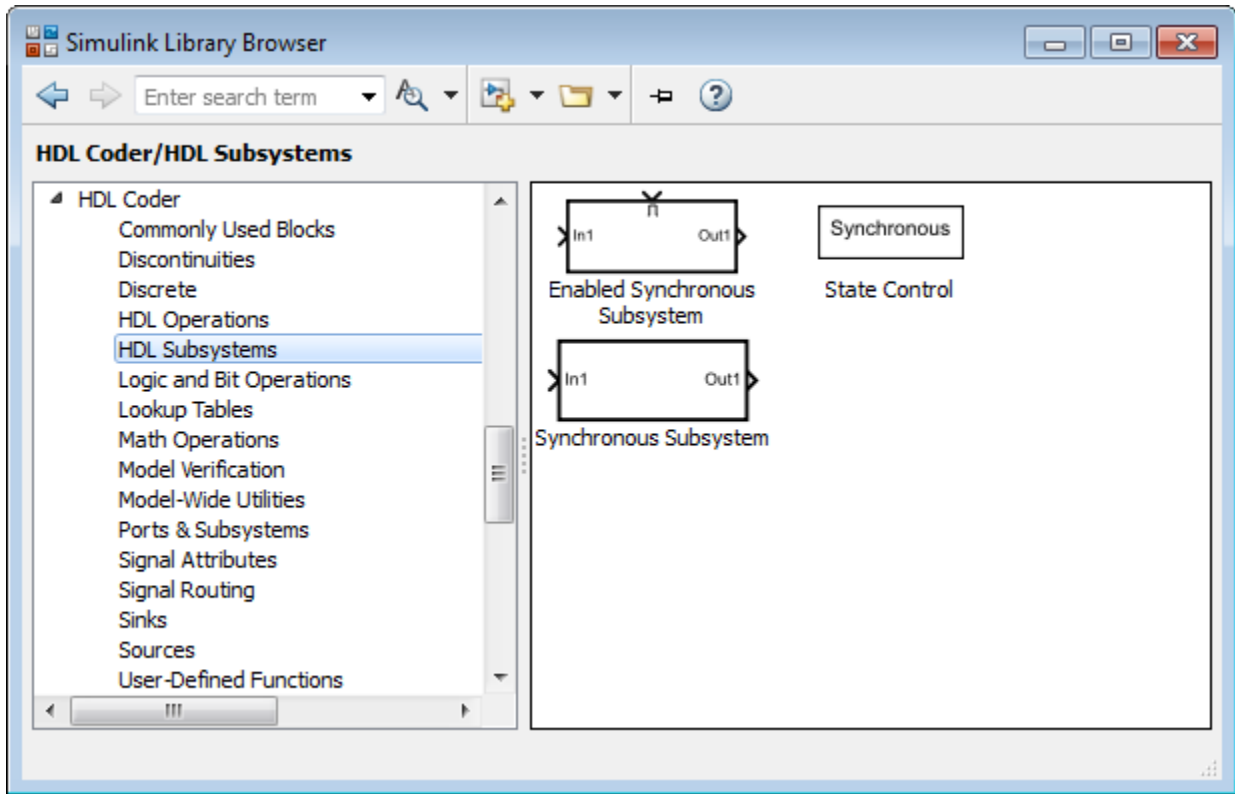 Simulink Library Browser
Enter search term
HDL Coder/HDL Subsystems
HDL Coder
Commonly Used Blocks
Discontinuities
Discrete
HDL Operations
HDL Subsystems
Logic and Bit Operations
Lookup Tables
Math Operations
Model Verification
Model-Wide Utilities
Ports & Subsystems
Signal Attributes
Signal Routing
Sinks
Sources
User-Defined Functions
In1 Out1
Enabled Synchronous
Subsystem
Synchronous
State Control
In1 Out1
Synchronous Subsystem